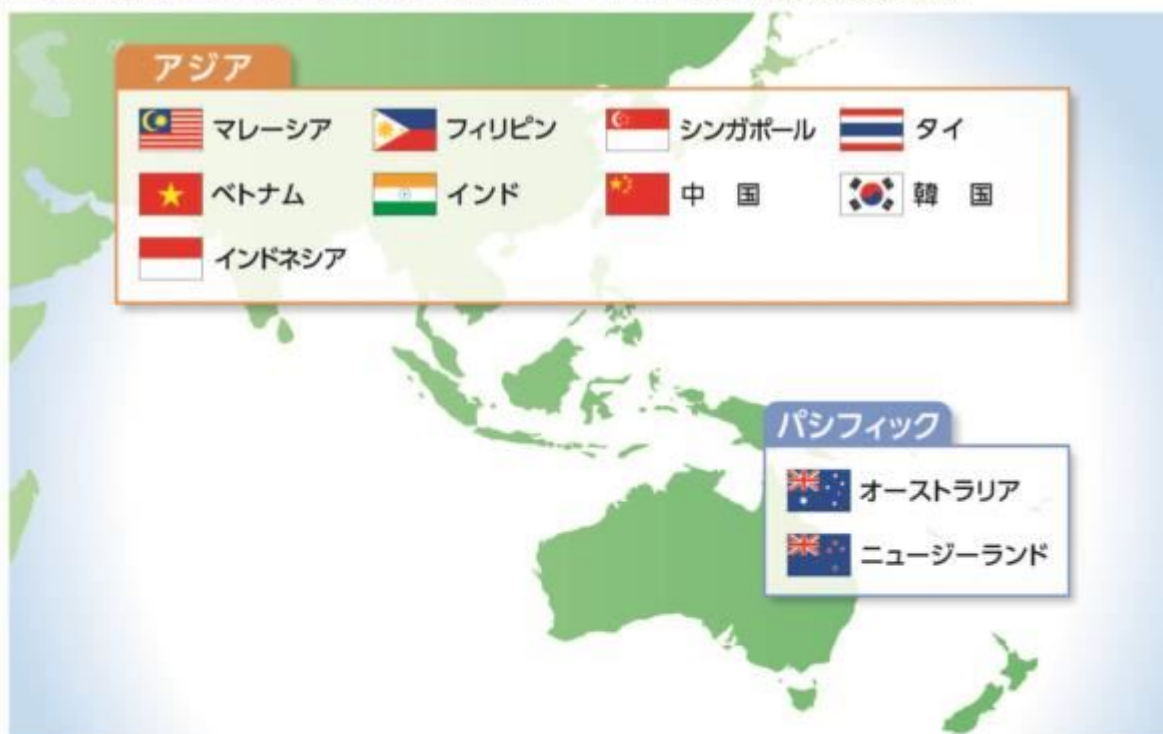 アジア
マレーシア フィリピン シンガポール タイ
ベトナム インド 中 国 韓 国
インドネシア
パシフィック
オーストラリア
ニュージーランド